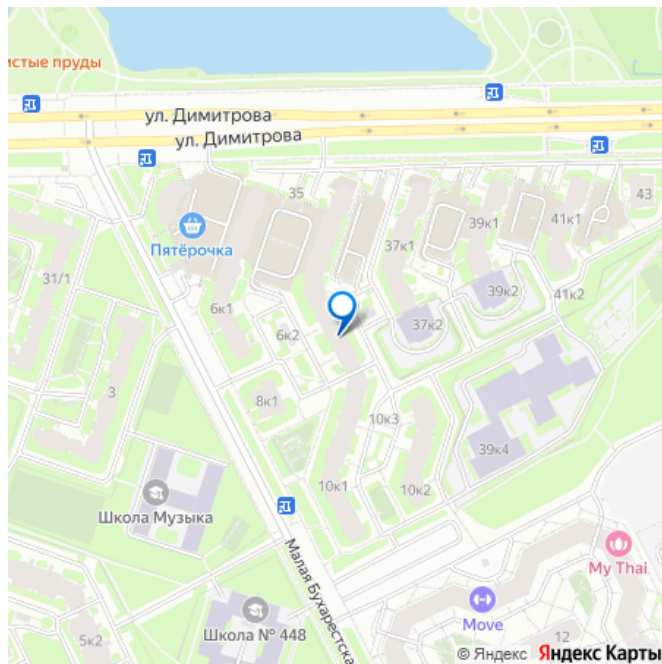 истые пруды
ул. Димитрова
ул. Димитрова
35
43
41к1
39к1
Пятёрочка
37к1
31/1
39к2
41к2
6к1
37к2
6к2
3
8к1
10к3
39к4
10к1
10к2
Школа Музыка
Малая Бухарестска
My Thai
Move
Школа № 448
12
5к2
© Яндекс Яндекс Карты